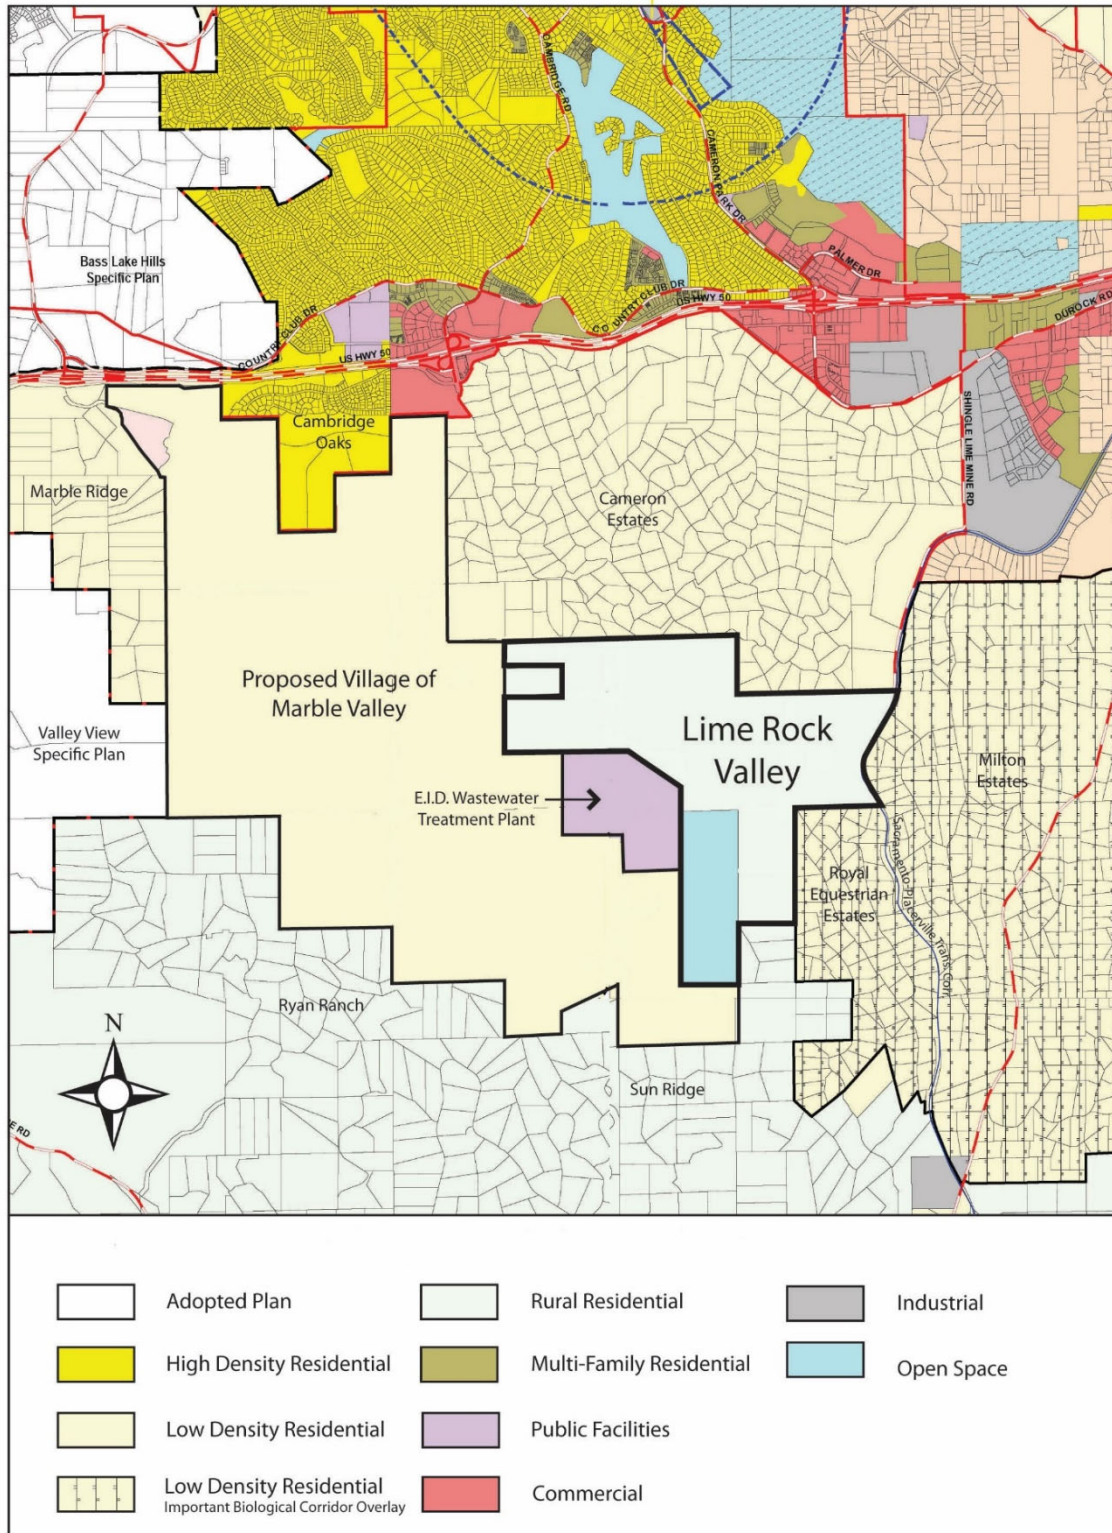 CAMBRIDGE RD
CAMERON PARK DR
Bass Lake Hills
Specific Plan
PALMER DR
COUNTRY CLUB DR
COUNTRY CLUB DR
US HWY 50
DUROCK RD
US HWY 50
Cambridge
Oaks
SHINGLE LIME MINE RD
Marble Ridge
Cameron
Estates
Proposed Village of
Marble Valley
Lime Rock
Valley
Valley View
Specific Plan
Milton
Estates
E.I.D. Wastewater
Treatment Plant
Sacramento-Placerville Trans. Corr.
Royal
Equestrian
Estates
Ryan Ranch
N
Sun Ridge
E RD
Adopted Plan
Rural Residential
Industrial
High Density Residential
Multi-Family Residential
Open Space
Low Density Residential
Public Facilities
Low Density Residential
Important Biological Corridor Overlay
Commercial